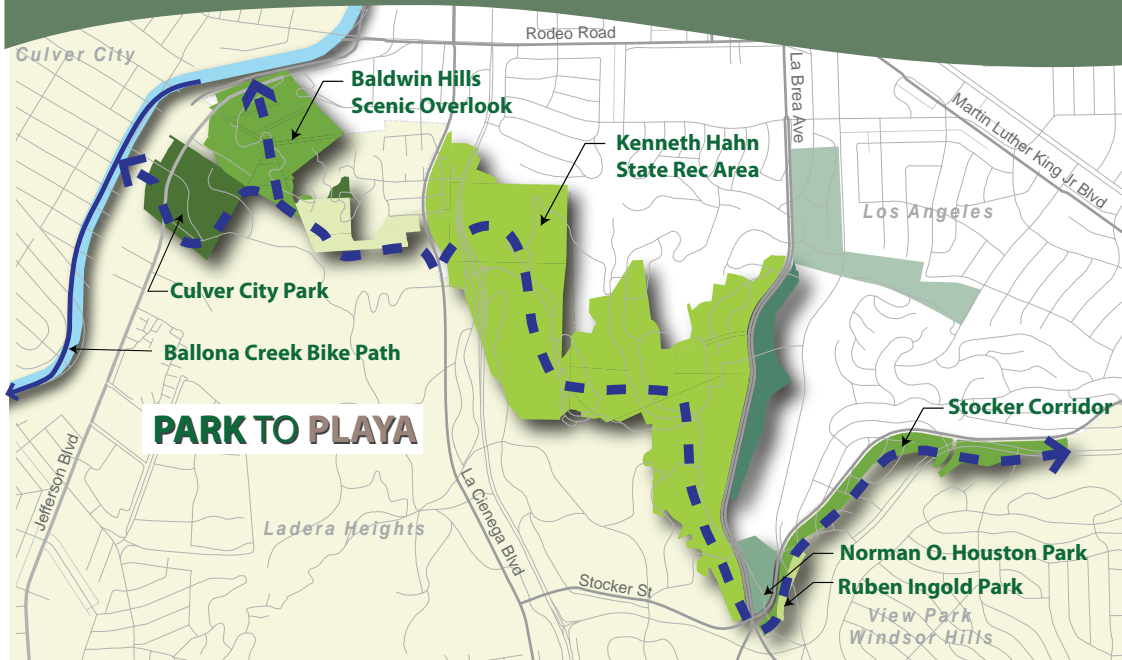 Culver City
Rodeo Road
Baldwin Hills
Scenic Overlook
La Brea Ave
Martin Luther King Jr Blvd
Kenneth Hahn
State Rec Area
Los Angeles
Culver City Park
Ballona Creek Bike Path
PARK TO PLAYA
Stocker Corridor
Jefferson Blvd
La Cienega Blvd
Ladera Heights
Norman O. Houston Park
Stocker St
Ruben Ingold Park
View Park
Windsor Hills